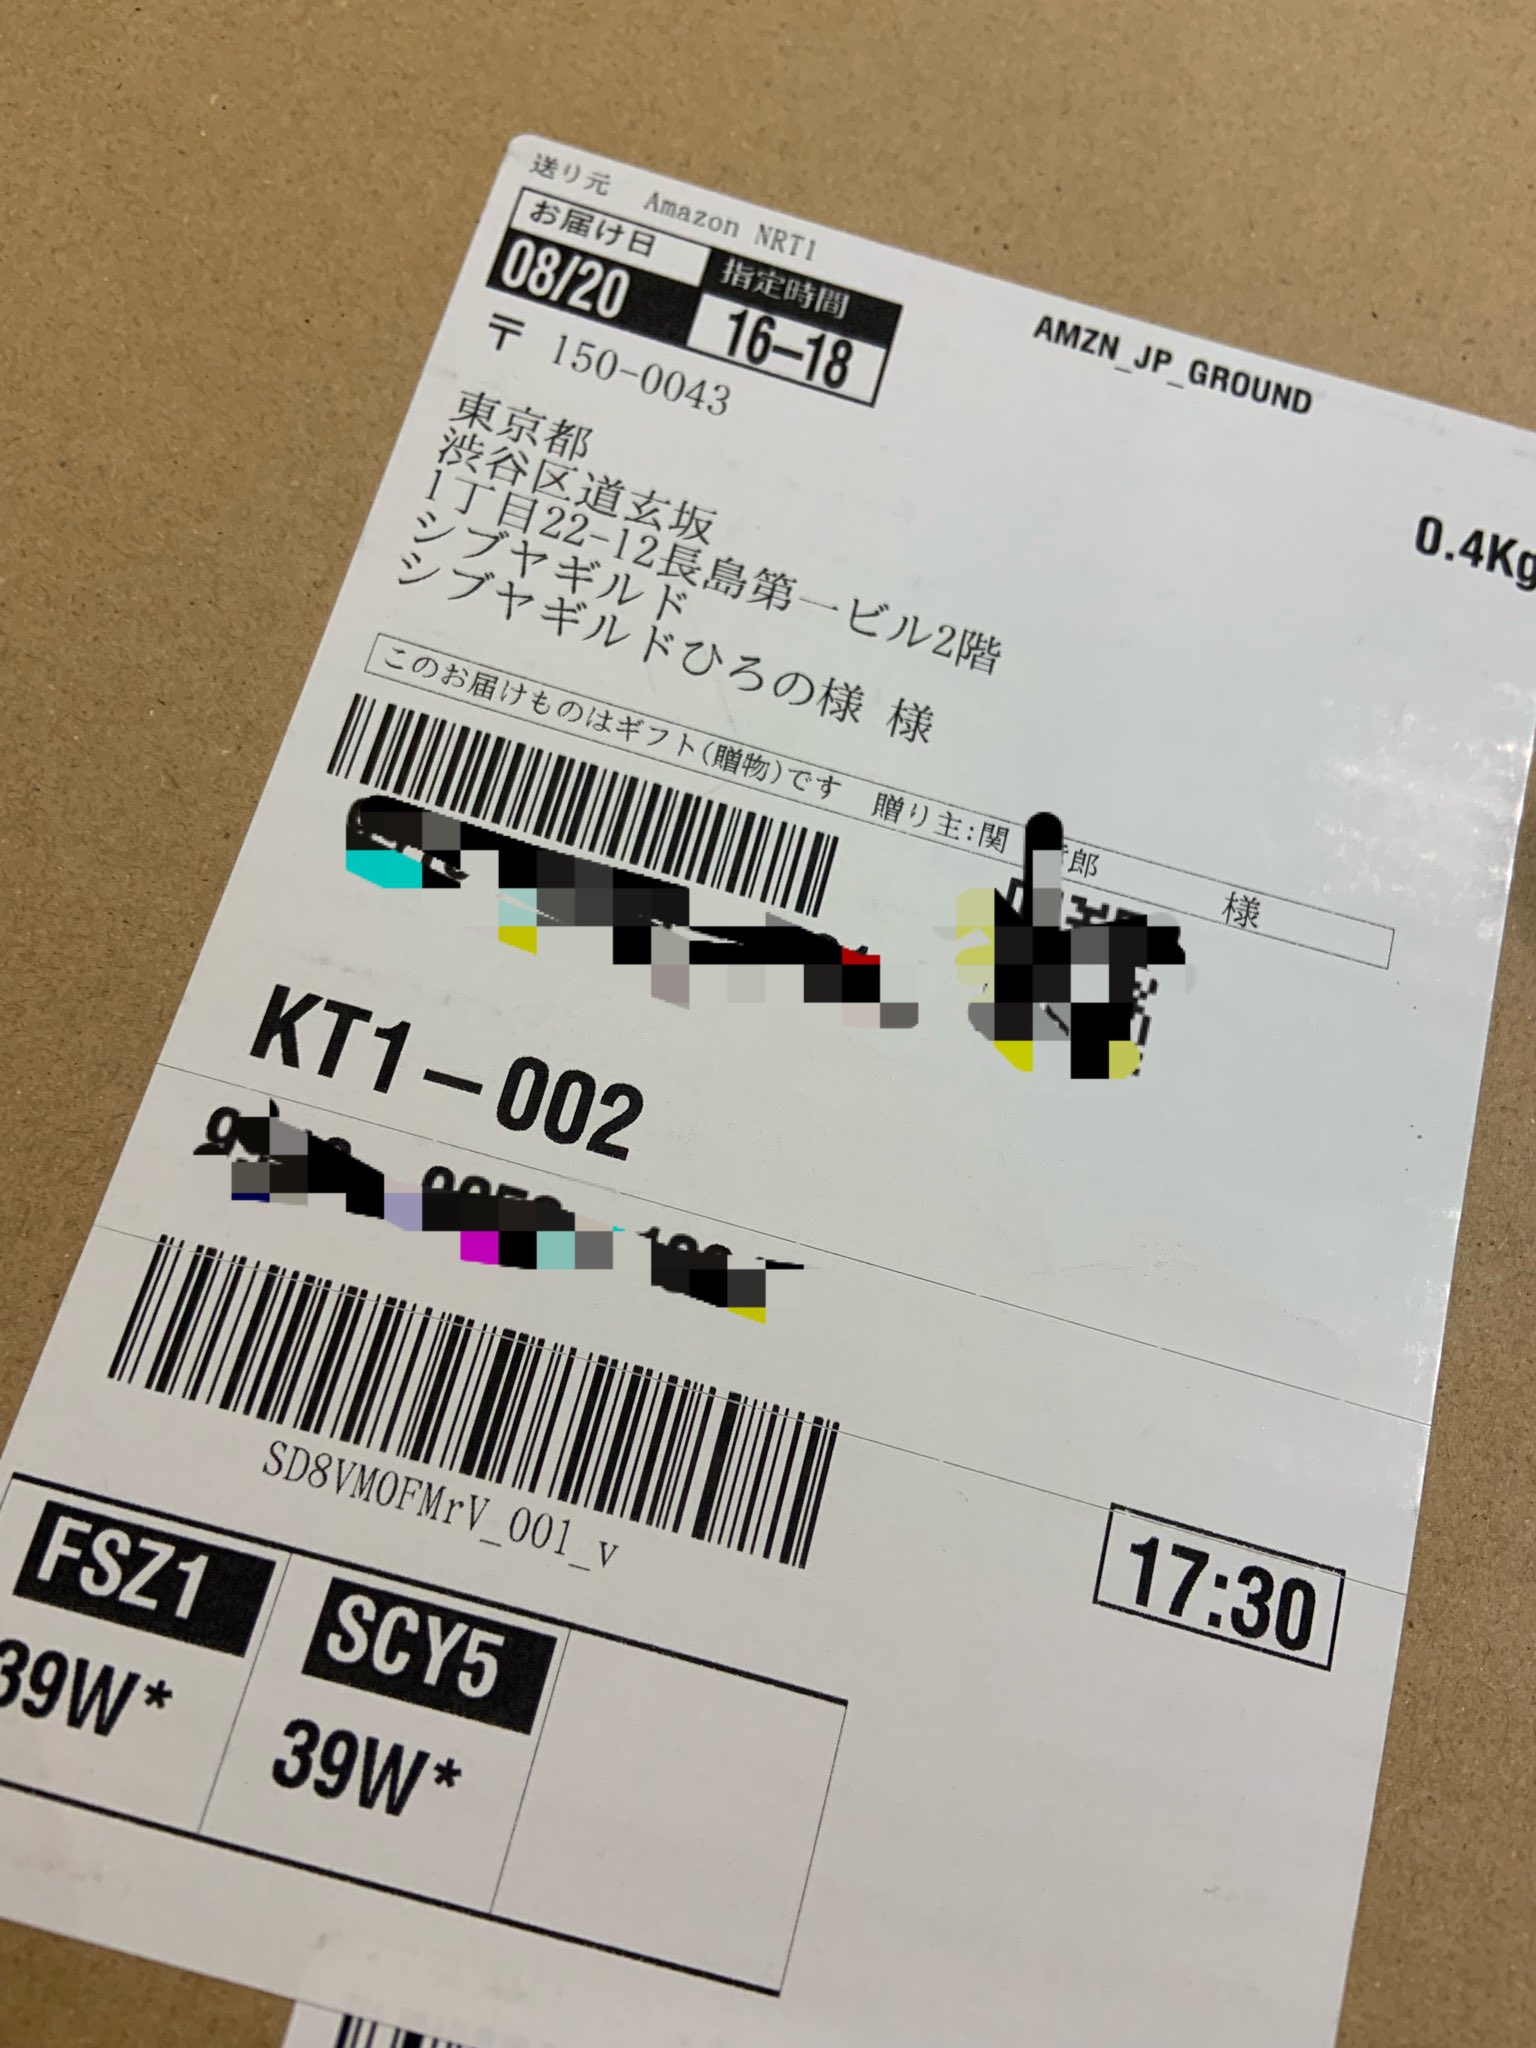 送り元 Amazon NRT1
お届け日 指定時間
08/20 16-18
AMZN_JP_GROUND
〒 150-0043
0.4Kg
東京都
渋谷区道玄坂
1丁目22-12長島第一ビル2階
シブヤギルド
シブヤギルドひろの様 様
このお届けものはギフト(贈物)です 贈り主:関 郎 様
KT1-002
SD8VMOFMrV_001_v
17:30
FSZ1 SCY5
39W* 39W*